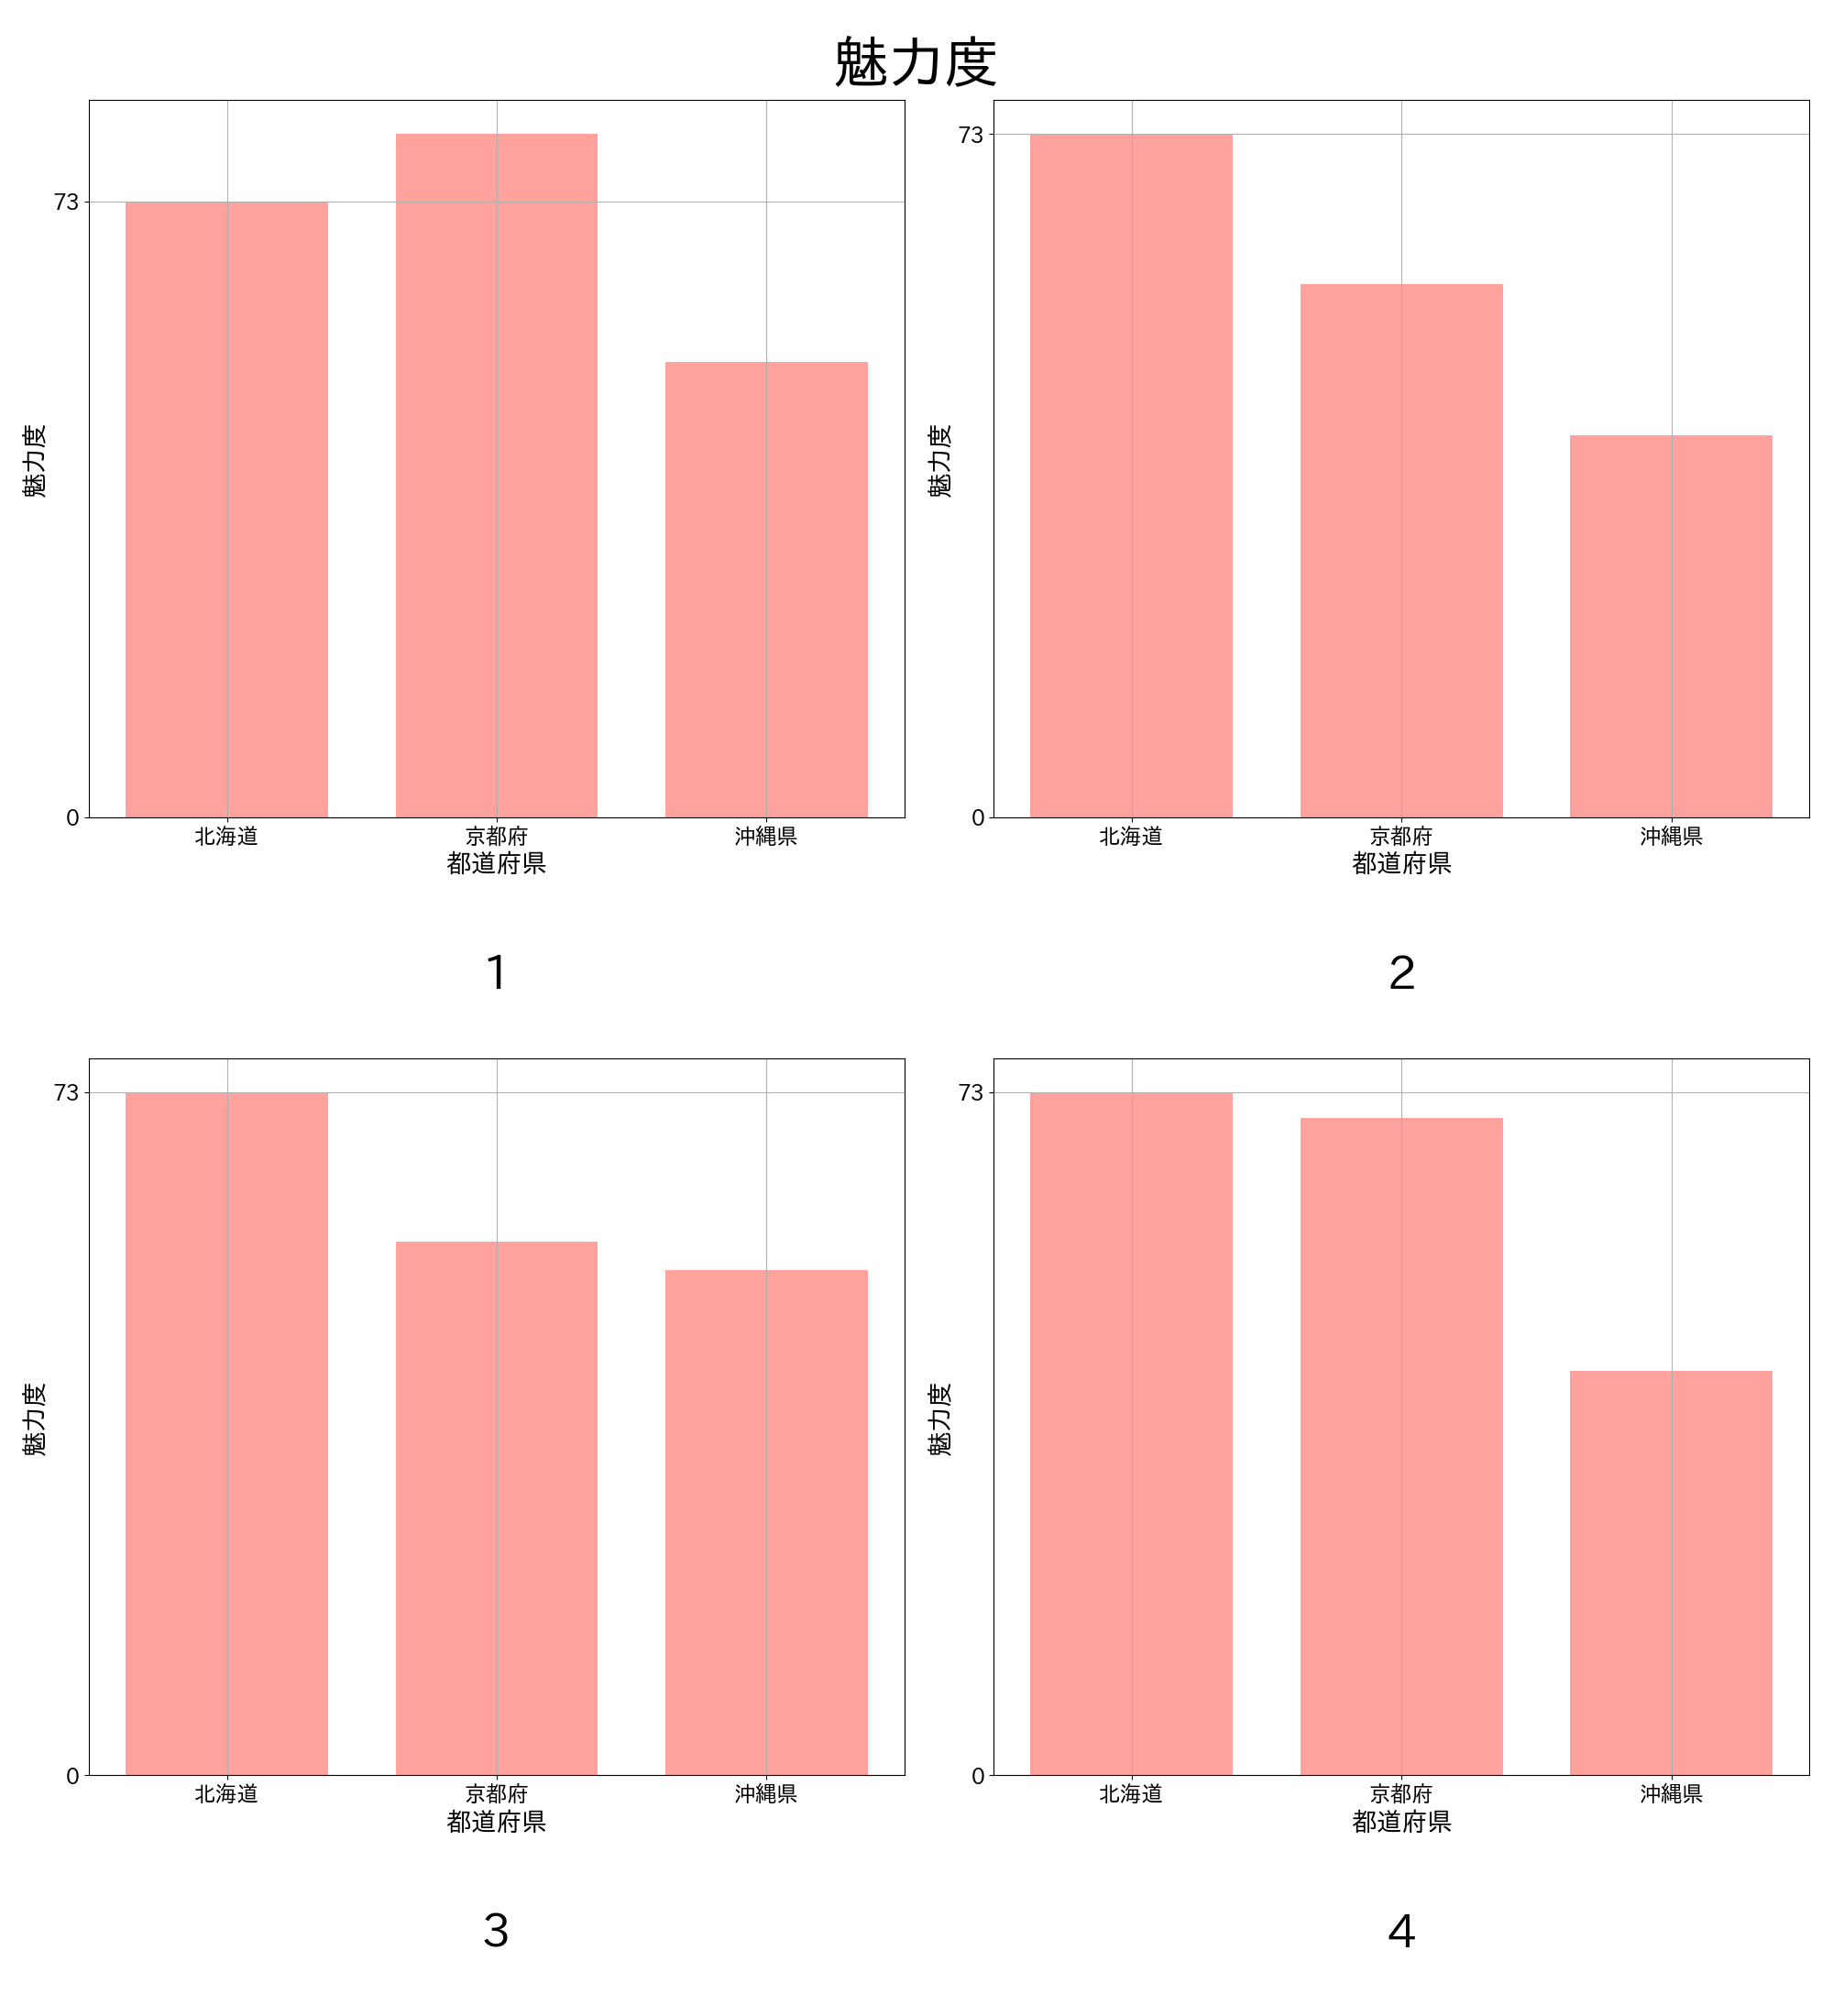 魅力度
73
0
魅力度
北海道 京都府 沖縄県
都道府県
1
73
0
魅力度
北海道 京都府 沖縄県
都道府県
2
73
0
魅力度
北海道 京都府 沖縄県
都道府県
3
73
0
魅力度
北海道 京都府 沖縄県
都道府県
4